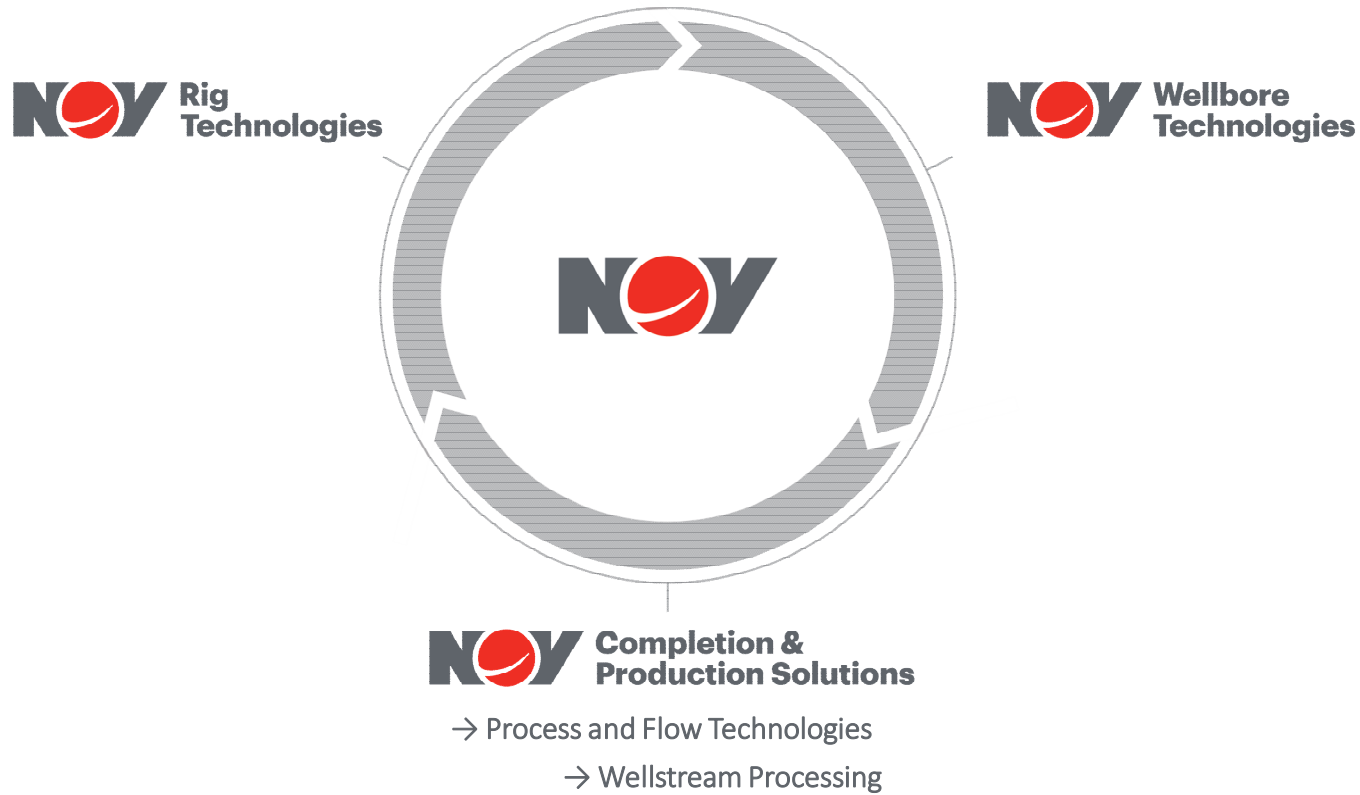 NOV Rig
Technologies
NOV Wellbore
Technologies
NOV
NOV Completion &
Production Solutions
→ Process and Flow Technologies
→ Wellstream Processing